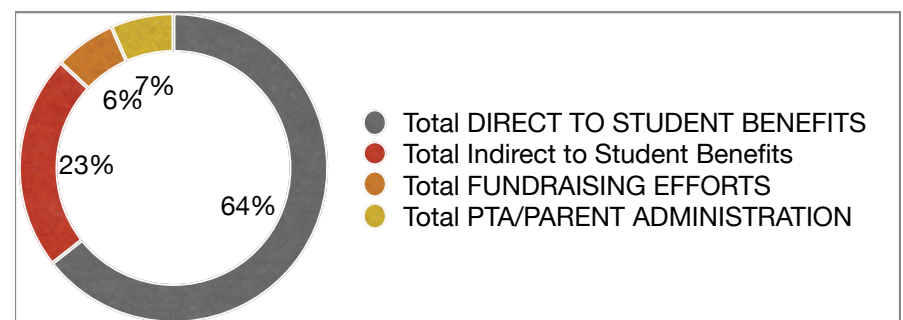 7%
6%
23%
64%
Total DIRECT TO STUDENT BENEFITS
Total Indirect to Student Benefits
Total FUNDRAISING EFFORTS
Total PTA/PARENT ADMINISTRATION